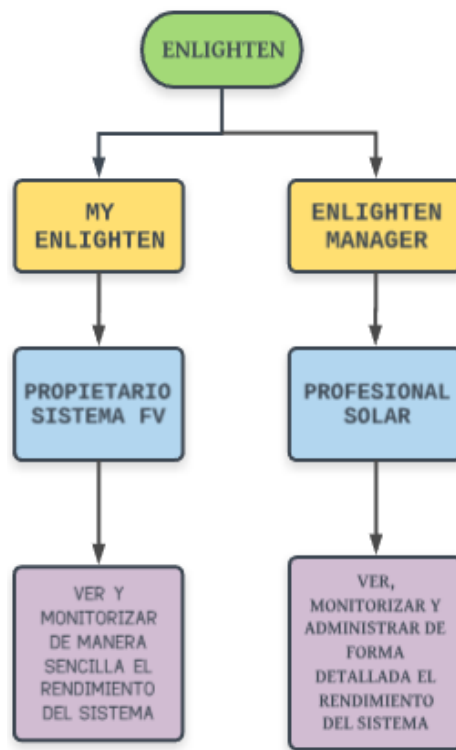 ENLIGHTEN
MY
ENLIGHTEN
ENLIGHTEN
MANAGER
PROPIETARIO
SISTEMA FV
PROFESIONAL
SOLAR
VER Y
MONITORIZAR
DE MANERA
SENCILLA EL
RENDIMIENTO
DEL SISTEMA
VER,
MONITORIZAR Y
ADMINISTRAR DE
FORMA
DETALLADA EL
RENDIMIENTO
DEL SISTEMA